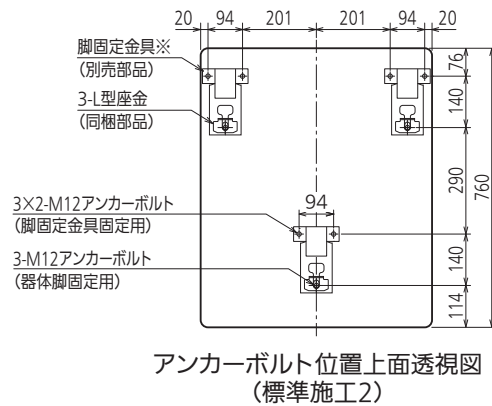 20 94 201 201 94 20
脚固定金具※
(別売部品)
3-L型座金
(同梱部品)
76
140
290
760
3×2-M12アンカーボルト
(脚固定金具固定用)
94
3-M12アンカーボルト
(器体脚固定用)
140
114
アンカーボルト位置上面透視図
(標準施工2)